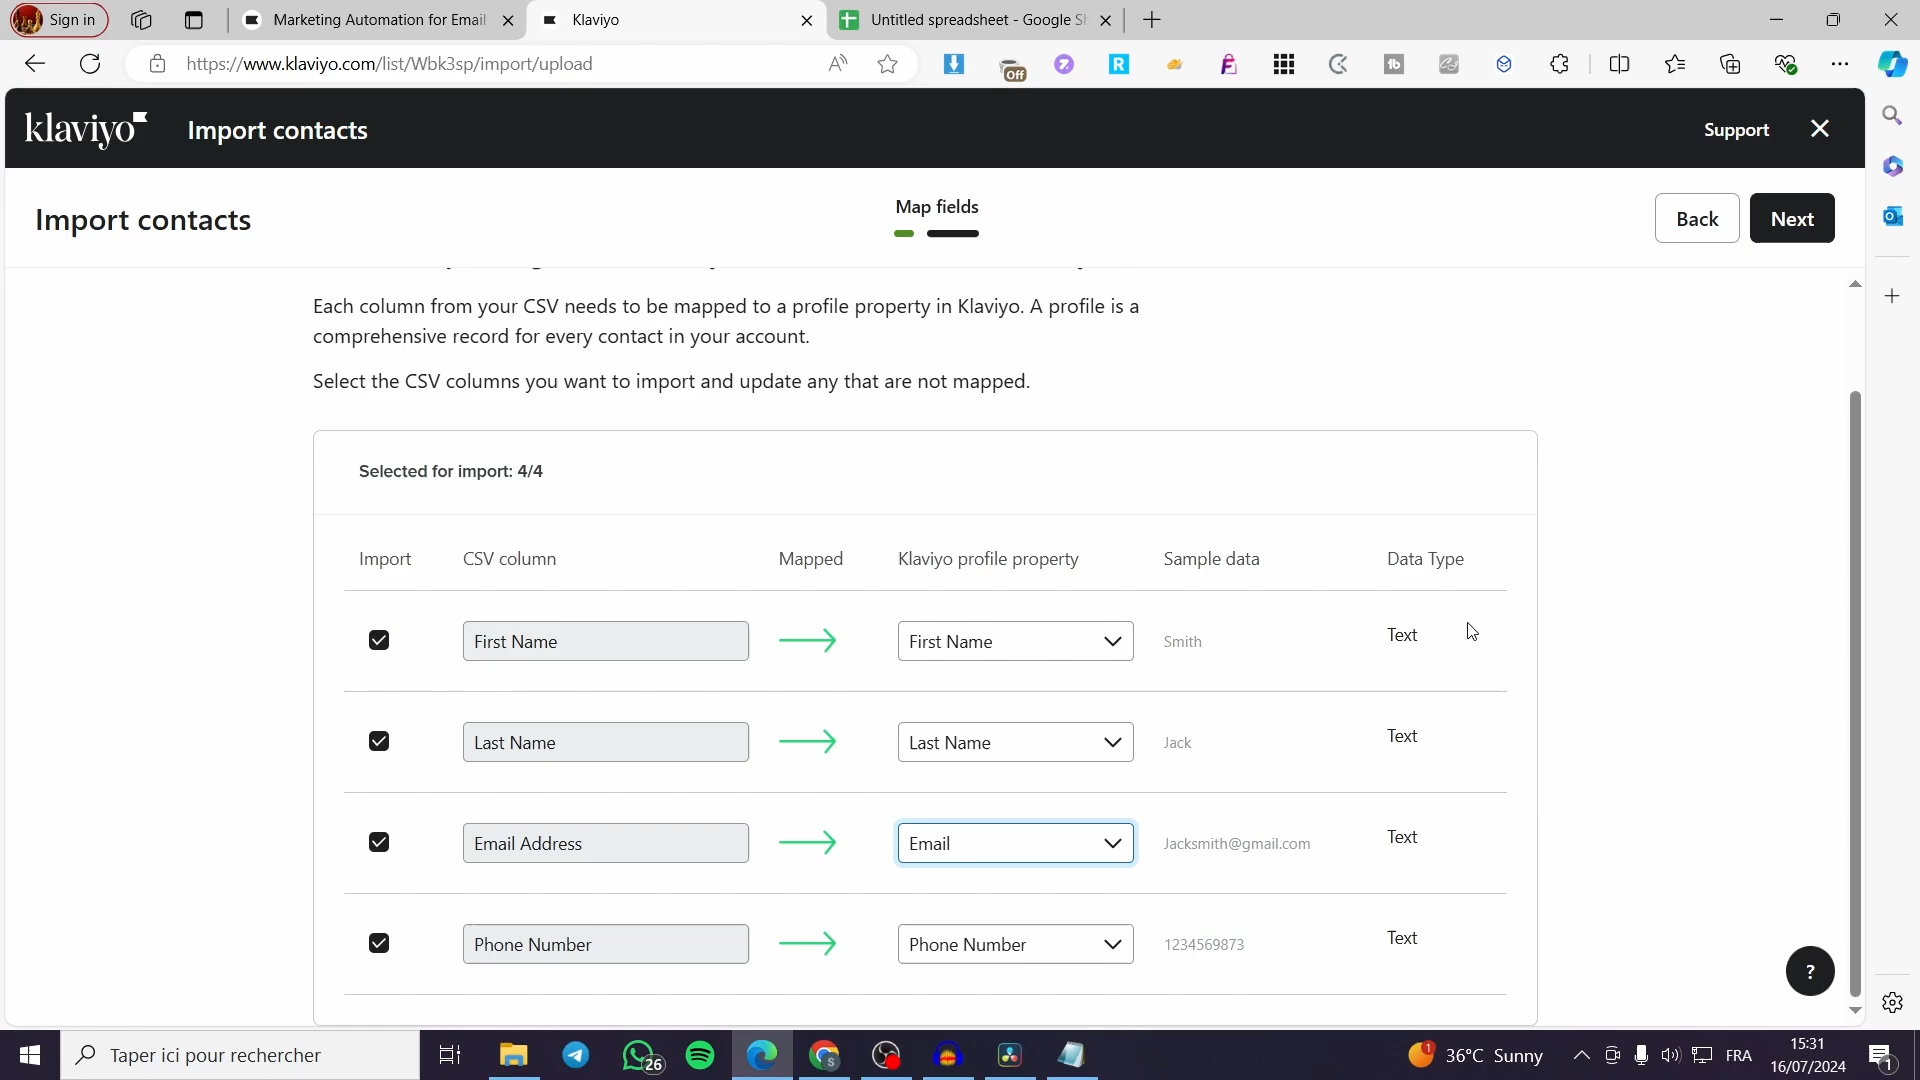 Sign in
Marketing Automation for Email
Klaviyo
Untitled spreadsheet - Google Sh
https://www.klaviyo.com/list/Wbk3sp/import/upload
Off
klaviyo
Import contacts
Support
Import contacts
Map fields
Back
Next
Each column from your CSV needs to be mapped to a profile property in Klaviyo. A profile is a
comprehensive record for every contact in your account.
Select the CSV columns you want to import and update any that are not mapped.
Selected for import: 4/4
Import
CSV column
Mapped
Klaviyo profile property
Sample data
Data Type
First Name
First Name
Smith
Text
Last Name
Last Name
Jack
Text
Email Address
Email
Jacksmith@gmail.com
Text
Phone Number
Phone Number
1234569873
Text
?
Taper ici pour rechercher
26
1
36°C Sunny
FRA
15:31
16/07/2024
1